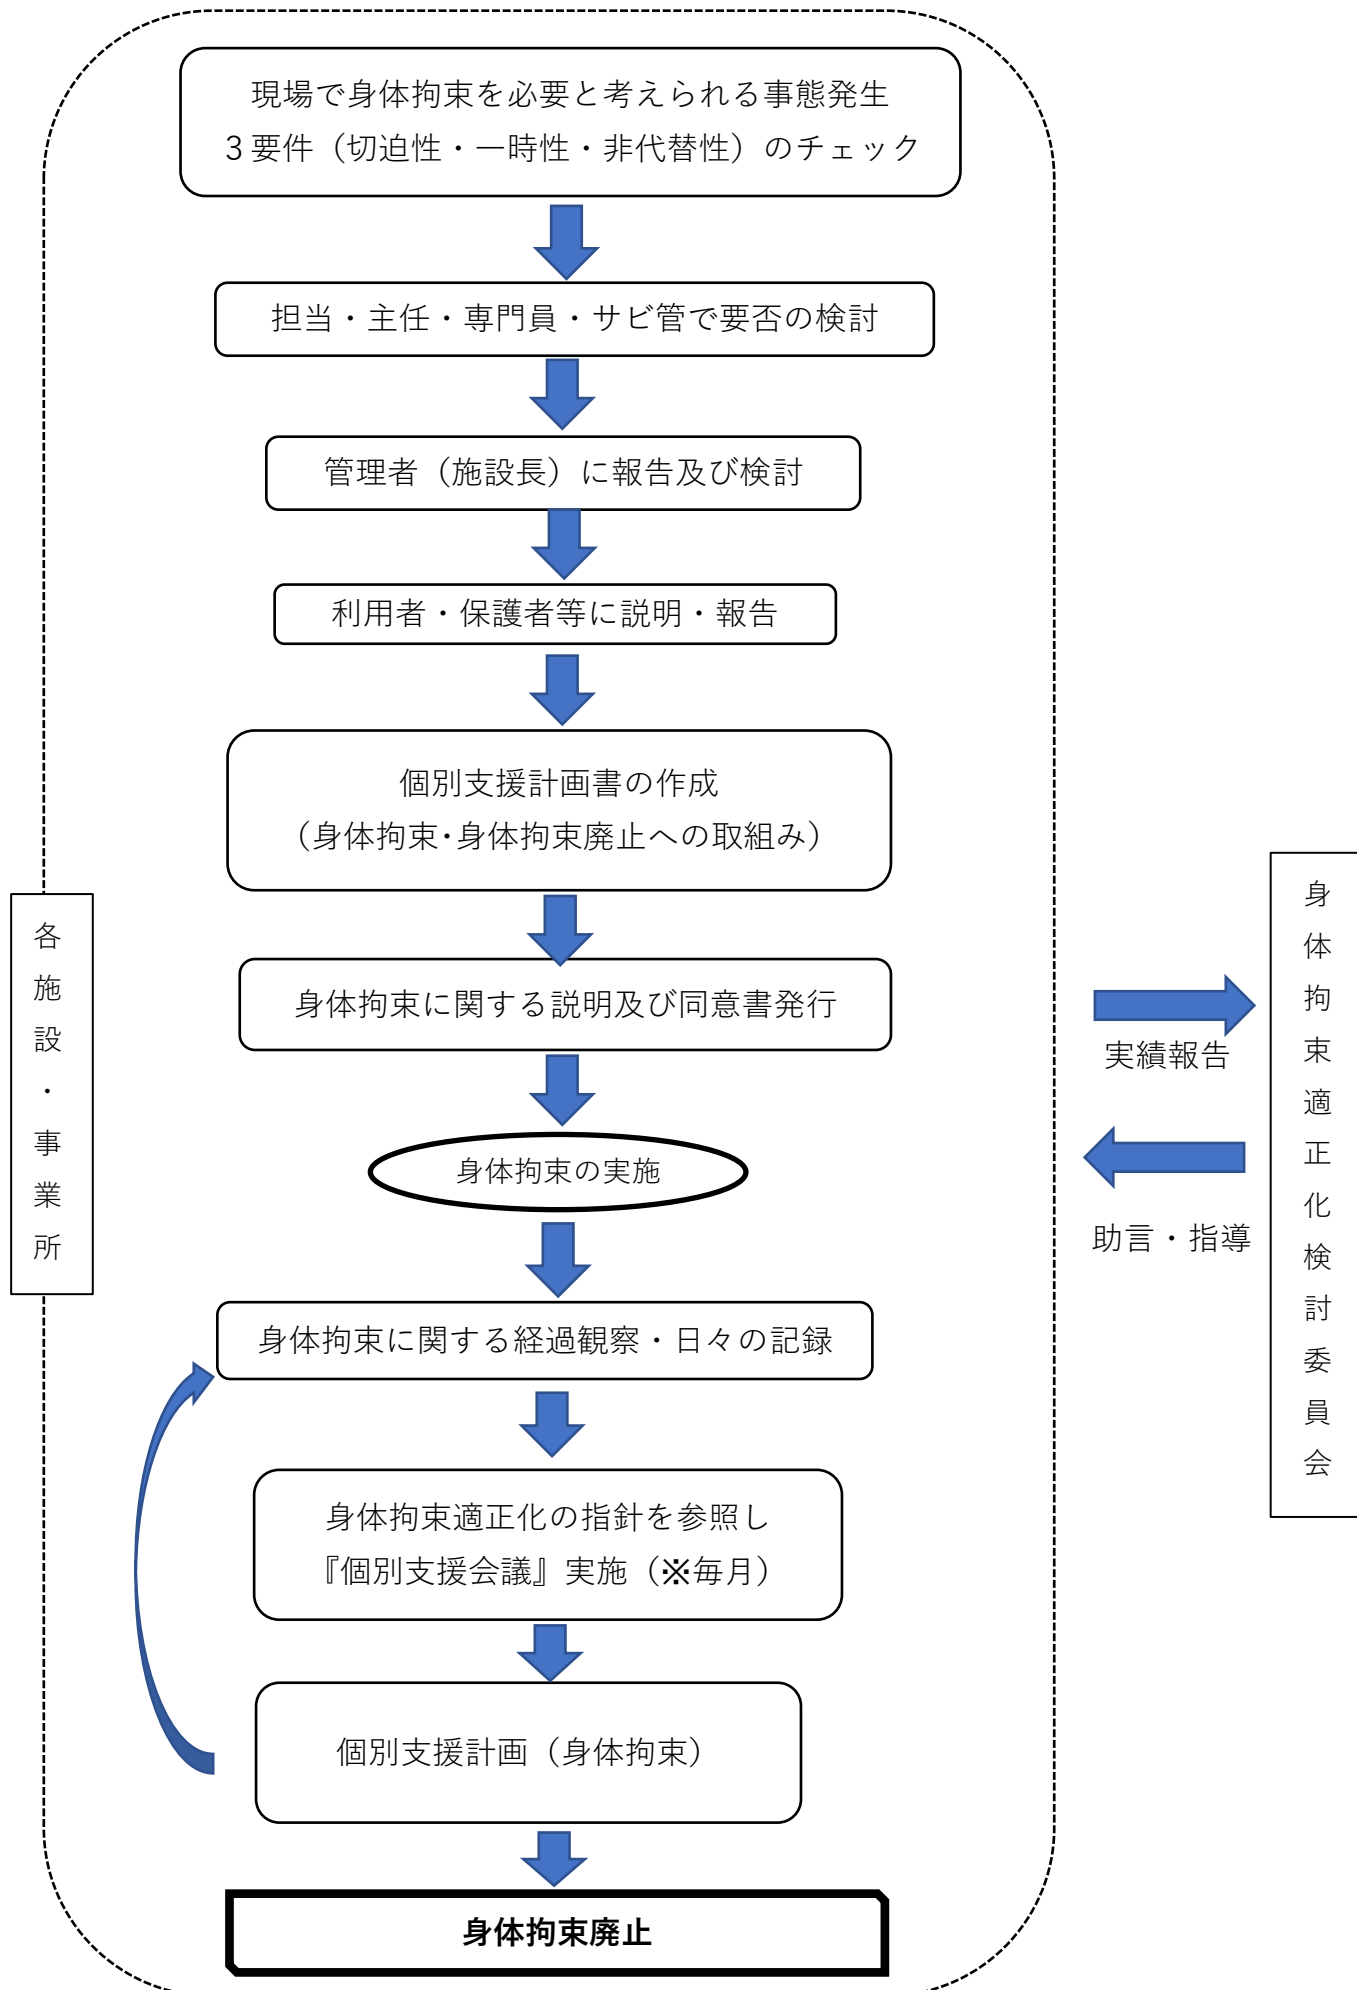 現場で身体拘束を必要と考えられる事態発生
３要件（切迫性・一時性・非代替性）のチェック
担当・主任・専門員・サビ管で要否の検討
管理者（施設長）に報告及び検討
利用者・保護者等に説明・報告
個別支援計画書の作成
（身体拘束・身体拘束廃止への取組み）
身体拘束に関する説明及び同意書発行
身体拘束の実施
身体拘束に関する経過観察・日々の記録
身体拘束適正化の指針を参照し
『個別支援会議』実施（※毎月）
個別支援計画（身体拘束）
身体拘束廃止
各施設・事業所
実績報告
助言・指導
身体拘束適正化検討委員会